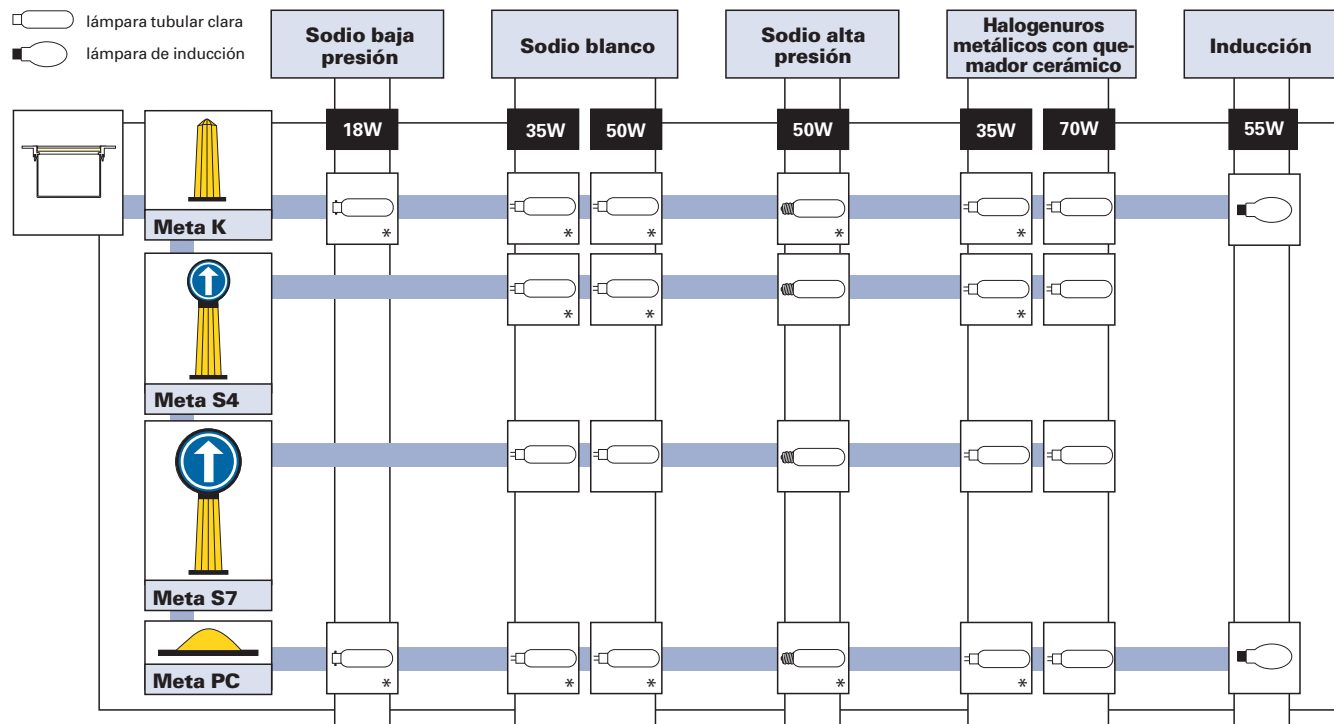 lámpara tubular clara
lámpara de inducción
Sodio baja
presión
Sodio blanco
Sodio alta
presión
Halogenuros
metálicos con que-
mador cerámico
Inducción
18W
35W
50W
50W
35W
70W
55W
* * * * *
Meta K
* * *
Meta S4
Meta S7
* * * * *
Meta PC